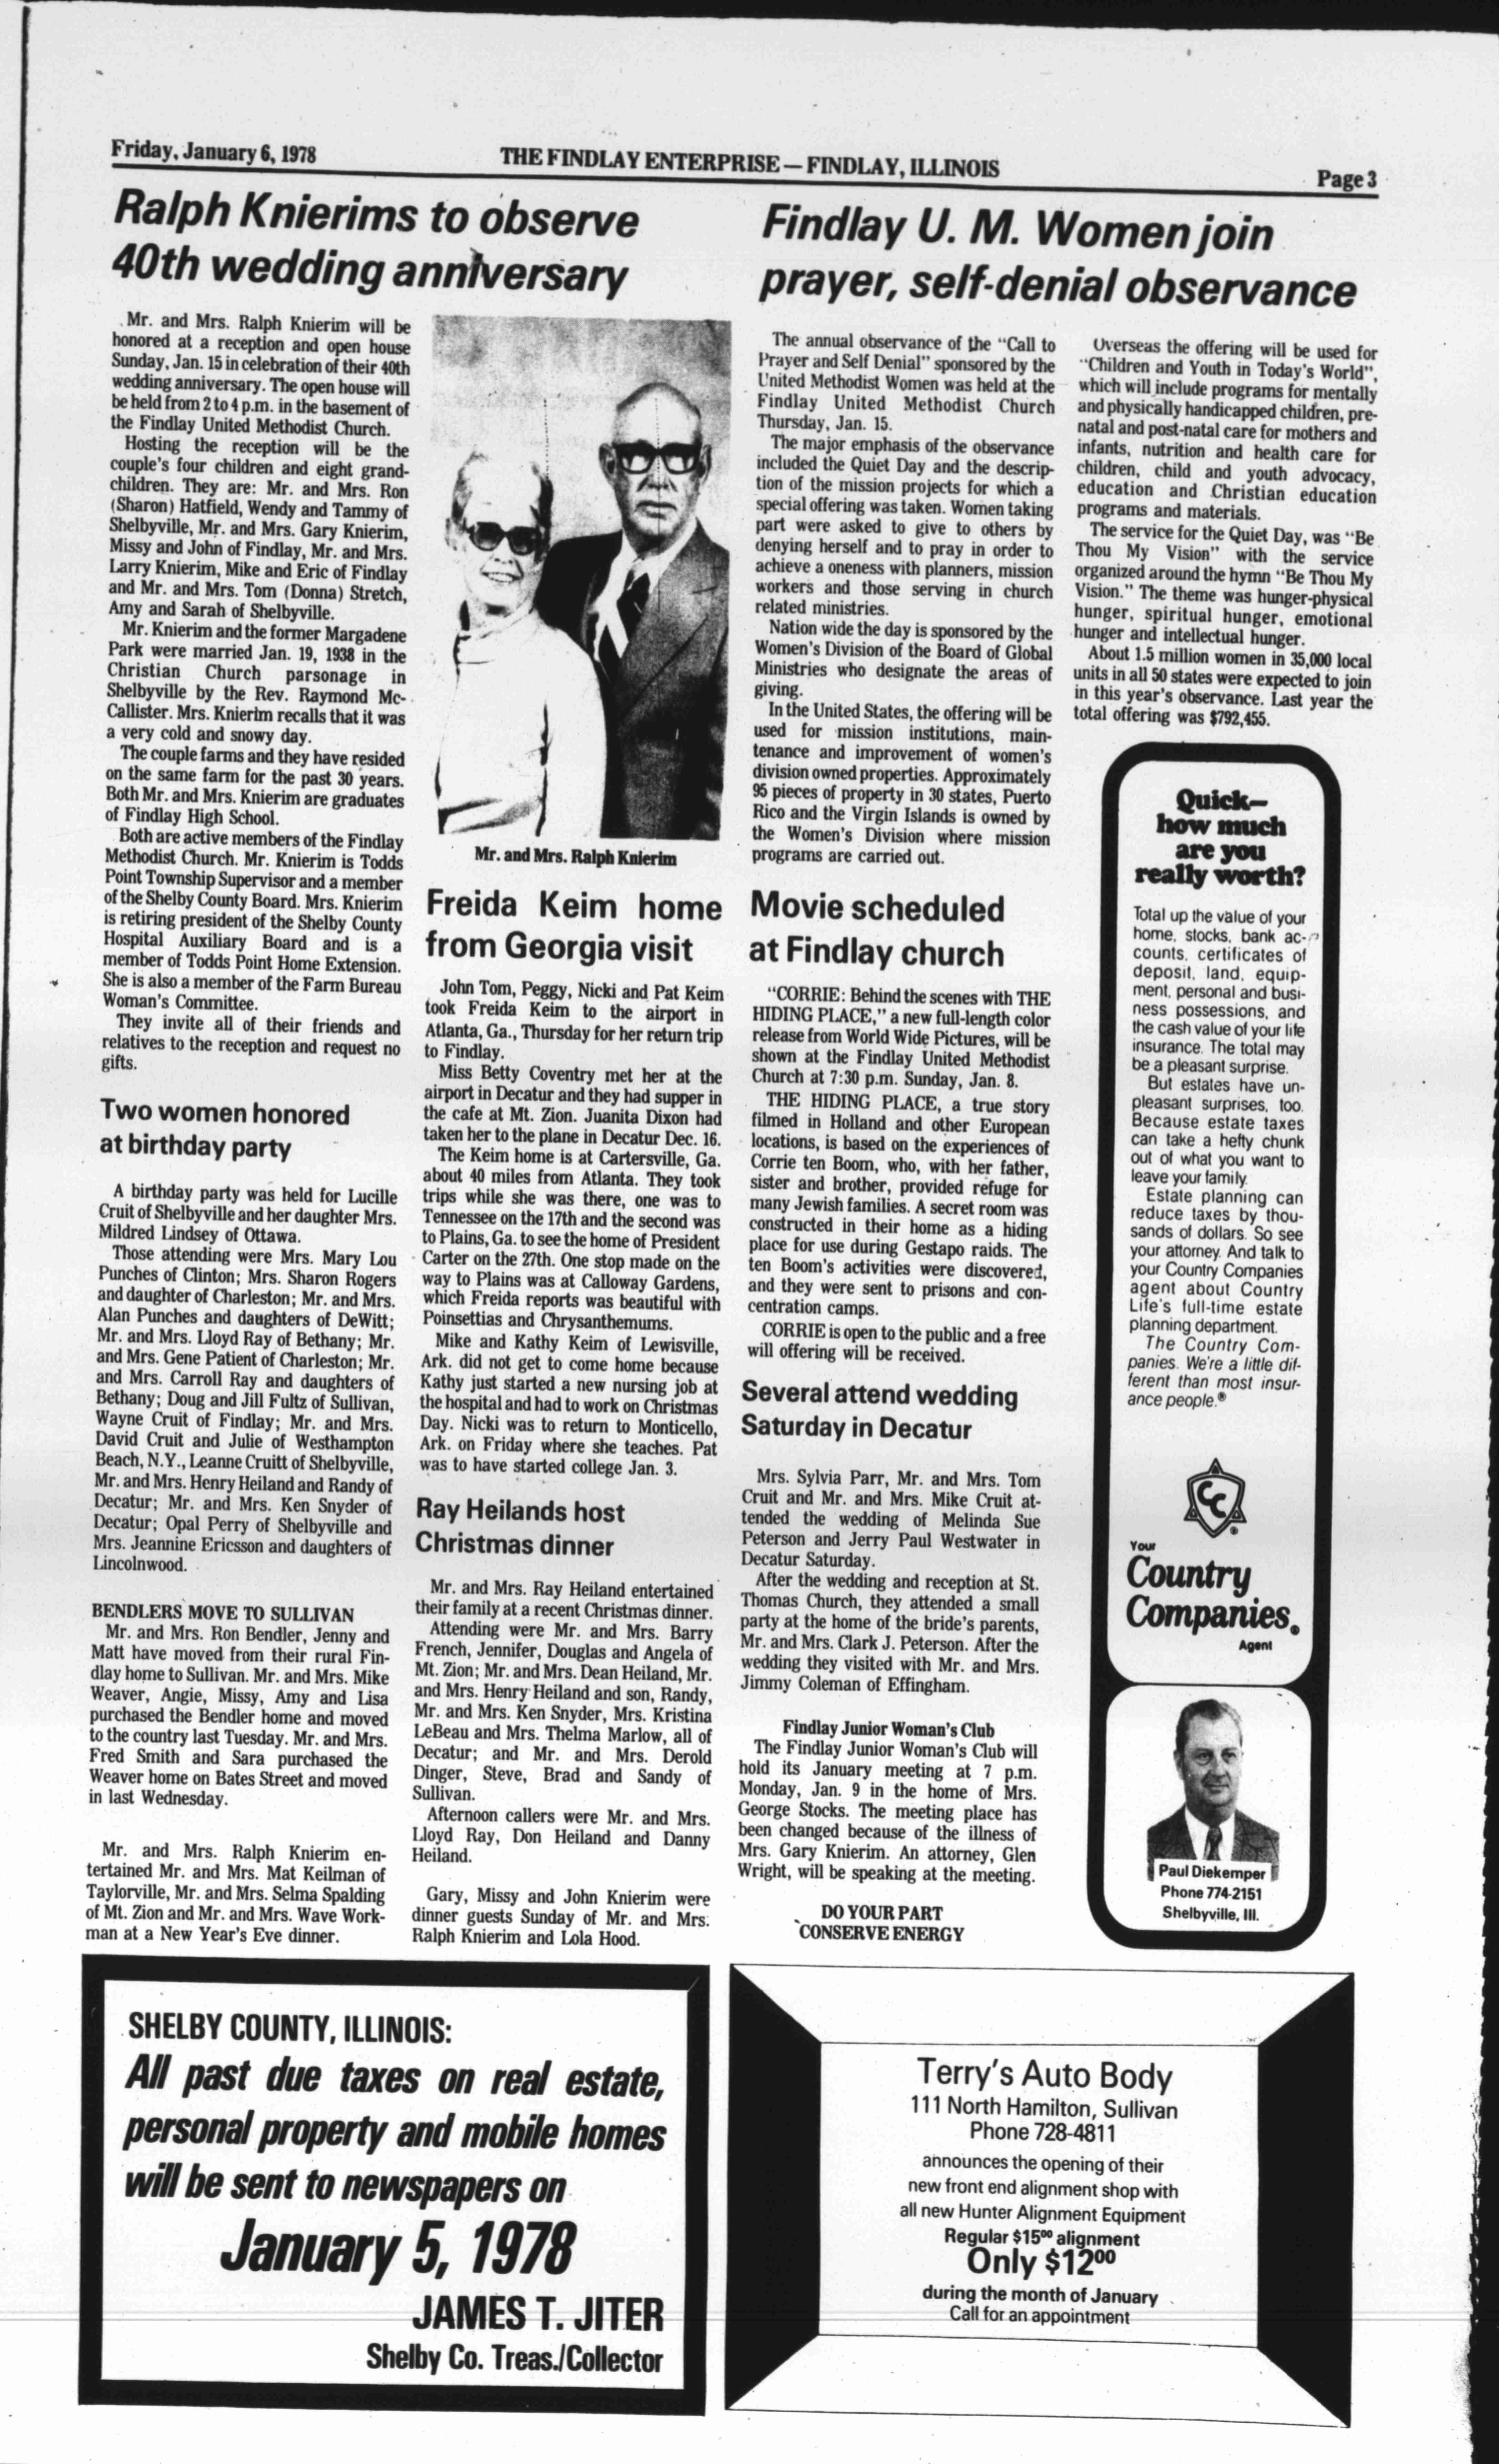 Friday, January 6, 1978
THE FINDLAY ENTERPRISE — FINDLAY, ILLINOIS
Page 3
Ralph Knierims to observe
40th wedding anniversary
Mr. and Mrs. Ralph Knierim will be
honored at a reception and open house
Sunday, Jan. 15 in celebration of their 40th
wedding anniversary. The open house will
be held from 2 to 4 p.m. in the basement of
the Findlay United Methodist Church.
Hosting the reception will be the
couple's four children and eight grand-
children. They are: Mr. and Mrs. Ron
(Sharon) Hatfield, Wendy and Tammy of
Shelbyville, Mr. and Mrs. Gary Knierim,
Missy and John of Findlay, Mr. and Mrs.
Larry Knierim, Mike and Eric of Findlay
and Mr. and Mrs. Tom (Donna) Stretch,
Amy and Sarah of Shelbyville.
Mr. Knierim and the former Margadene
Park were married Jan. 19, 1938 in the
Christian Church parsonage in
Shelbyville by the Rev. Raymond Mc-
Callister. Mrs. Knierim recalls that it was
a very cold and snowy day.
The couple farms and they have resided
on the same farm for the past 30 years.
Both Mr. and Mrs. Knierim are graduates
of Findlay High School.
Both are active members of the Findlay
Methodist Church. Mr. Knierim is Todds
Point Township Supervisor and a member
of the Shelby County Board. Mrs. Knierim
is retiring president of the Shelby County
Hospital Auxiliary Board and is a
member of Todds Point Home Extension.
She is also a member of the Farm Bureau
Woman's Committee.
They invite all of their friends and
relatives to the reception and request no
gifts.
Mr. and Mrs. Ralph Knierim
Two women honored
at birthday party
A birthday party was held for Lucille
Cruit of Shelbyville and her daughter Mrs.
Mildred Lindsey of Ottawa.
Those attending were Mrs. Mary Lou
Punches of Clinton; Mrs. Sharon Rogers
and daughter of Charleston; Mr. and Mrs.
Alan Punches and daughters of DeWitt;
Mr. and Mrs. Lloyd Ray of Bethany; Mr.
and Mrs. Gene Patient of Charleston; Mr.
and Mrs. Carroll Ray and daughters of
Bethany; Doug and Jill Fultz of Sullivan,
Wayne Cruit of Findlay; Mr. and Mrs.
David Cruit and Julie of Westhampton
Beach, N.Y., Leanne Cruitt of Shelbyville,
Mr. and Mrs. Henry Heiland and Randy of
Decatur; Mr. and Mrs. Ken Snyder of
Decatur; Opal Perry of Shelbyville and
Mrs. Jeannine Ericsson and daughters of
Lincolnwood.
BENDLERS MOVE TO SULLIVAN
Mr. and Mrs. Ron Bendler, Jenny and
Matt have moved from their rural Fin-
dlay home to Sullivan. Mr. and Mrs. Mike
Weaver, Angie, Missy, Amy and Lisa
purchased the Bendler home and moved
to the country last Tuesday. Mr. and Mrs.
Fred Smith and Sara purchased the
Weaver home on Bates Street and moved
in last Wednesday.
Mr. and Mrs. Ralph Knierim en-
tertained Mr. and Mrs. Mat Keilman of
Taylorville, Mr. and Mrs. Selma Spalding
of Mt. Zion and Mr. and Mrs. Wave Work-
man at a New Year's Eve dinner.
Freida Keim home
from Georgia visit
John Tom, Peggy, Nicki and Pat Keim
took Freida Keim to the airport in
Atlanta, Ga., Thursday for her return trip
to Findlay.
Miss Betty Coventry met her at the
airport in Decatur and they had supper in
the cafe at Mt. Zion. Juanita Dixon had
taken her to the plane in Decatur Dec. 16.
The Keim home is at Cartersville, Ga.
about 40 miles from Atlanta. They took
trips while she was there, one was to
Tennessee on the 17th and the second was
to Plains, Ga. to see the home of President
Carter on the 27th. One stop made on the
way to Plains was at Calloway Gardens,
which Freida reports was beautiful with
Poinsettias and Chrysanthemums.
Mike and Kathy Keim of Lewisville,
Ark. did not get to come home because
Kathy just started a new nursing job at
the hospital and had to work on Christmas
Day. Nicki was to return to Monticello,
Ark. on Friday where she teaches. Pat
was to have started college Jan. 3.
Ray Heilands host
Christmas dinner
Mr. and Mrs. Ray Heiland entertained
their family at a recent Christmas dinner.
Attending were Mr. and Mrs. Barry
French, Jennifer, Douglas and Angela of
Mt. Zion; Mr. and Mrs. Dean Heiland, Mr.
and Mrs. Henry Heiland and son, Randy,
Mr. and Mrs. Ken Snyder, Mrs. Kristina
LeBeau and Mrs. Thelma Marlow, all of
Decatur; and Mr. and Mrs. Derold
Dinger, Steve, Brad and Sandy of
Sullivan.
Afternoon callers were Mr. and Mrs.
Lloyd Ray, Don Heiland and Danny
Heiland.
Gary, Missy and John Knierim were
dinner guests Sunday of Mr. and Mrs.
Ralph Knierim and Lola Hood.
Findlay U. M. Women join
prayer, self-denial observance
The annual observance of the "Call to
Prayer and Self Denial" sponsored by the
United Methodist Women was held at the
Findlay United Methodist Church
Thursday, Jan. 15.
The major emphasis of the observance
included the Quiet Day and the descrip-
tion of the mission projects for which a
special offering was taken. Women taking
part were asked to give to others by
denying herself and to pray in order to
achieve a oneness with planners, mission
workers and those serving in church
related ministries.
Nation wide the day is sponsored by the
Women's Division of the Board of Global
Ministries who designate the areas of
giving.
In the United States, the offering will be
used for mission institutions, main-
tenance and improvement of women's
division owned properties. Approximately
95 pieces of property in 30 states, Puerto
Rico and the Virgin Islands is owned by
the Women's Division where mission
programs are carried out.
Overseas the offering will be used for
"Children and Youth in Today's World",
which will include programs for mentally
and physically handicapped children, pre-
natal and post-natal care for mothers and
infants, nutrition and health care for
children, child and youth advocacy,
education and Christian education
programs and materials.
The service for the Quiet Day, was "Be
Thou My Vision" with the service
organized around the hymn "Be Thou My
Vision." The theme was hunger-physical
hunger, spiritual hunger, emotional
hunger and intellectual hunger.
About 1.5 million women in 35,000 local
units in all 50 states were expected to join
in this year's observance. Last year the
total offering was $792,455.
Movie scheduled
at Findlay church
"CORRIE: Behind the scenes with THE
HIDING PLACE," a new full-length color
release from World Wide Pictures, will be
shown at the Findlay United Methodist
Church at 7:30 p.m. Sunday, Jan. 8.
THE HIDING PLACE, a true story
filmed in Holland and other European
locations, is based on the experiences of
Corrie ten Boom, who, with her father,
sister and brother, provided refuge for
many Jewish families. A secret room was
constructed in their home as a hiding
place for use during Gestapo raids. The
ten Boom's activities were discovered,
and they were sent to prisons and con-
centration camps.
CORRIE is open to the public and a free
will offering will be received.
Several attend wedding
Saturday in Decatur
Mrs. Sylvia Parr, Mr. and Mrs. Tom
Cruit and Mr. and Mrs. Mike Cruit at-
tended the wedding of Melinda Sue
Peterson and Jerry Paul Westwater in
Decatur Saturday.
After the wedding and reception at St.
Thomas Church, they attended a small
party at the home of the bride's parents,
Mr. and Mrs. Clark J. Peterson. After the
wedding they visited with Mr. and Mrs.
Jimmy Coleman of Effingham.
Findlay Junior Woman's Club
The Findlay Junior Woman's Club will
hold its January meeting at 7 p.m.
Monday, Jan. 9 in the home of Mrs.
George Stocks. The meeting place has
been changed because of the illness of
Mrs. Gary Knierim. An attorney, Glen
Wright, will be speaking at the meeting.
DO YOUR PART
CONSERVE ENERGY
Quick—
how much
are you
really worth?
Total up the value of your
home, stocks, bank ac-
counts, certificates of
deposit, land, equip-
ment, personal and busi-
ness possessions, and
the cash value of your life
insurance. The total may
be a pleasant surprise.
But estates have un-
pleasant surprises, too.
Because estate taxes
can take a hefty chunk
out of what you want to
leave your family.
Estate planning can
reduce taxes by thou-
sands of dollars. So see
your attorney. And talk to
your Country Companies
agent about Country
Life's full-time estate
planning department.
The Country Com-
panies. We're a little dif-
ferent than most insur-
ance people.®
CC
Your
Country
Companies.
Agent
Paul Diekemper
Phone 774-2151
Shelbyville, Ill.
SHELBY COUNTY, ILLINOIS:
All past due taxes on real estate,
personal property and mobile homes
will be sent to newspapers on
January 5, 1978
JAMES T. JITER
Shelby Co. Treas./Collector
Terry's Auto Body
111 North Hamilton, Sullivan
Phone 728-4811
announces the opening of their
new front end alignment shop with
all new Hunter Alignment Equipment
Regular $15⁰⁰ alignment
Only $12⁰⁰
during the month of January
Call for an appointment